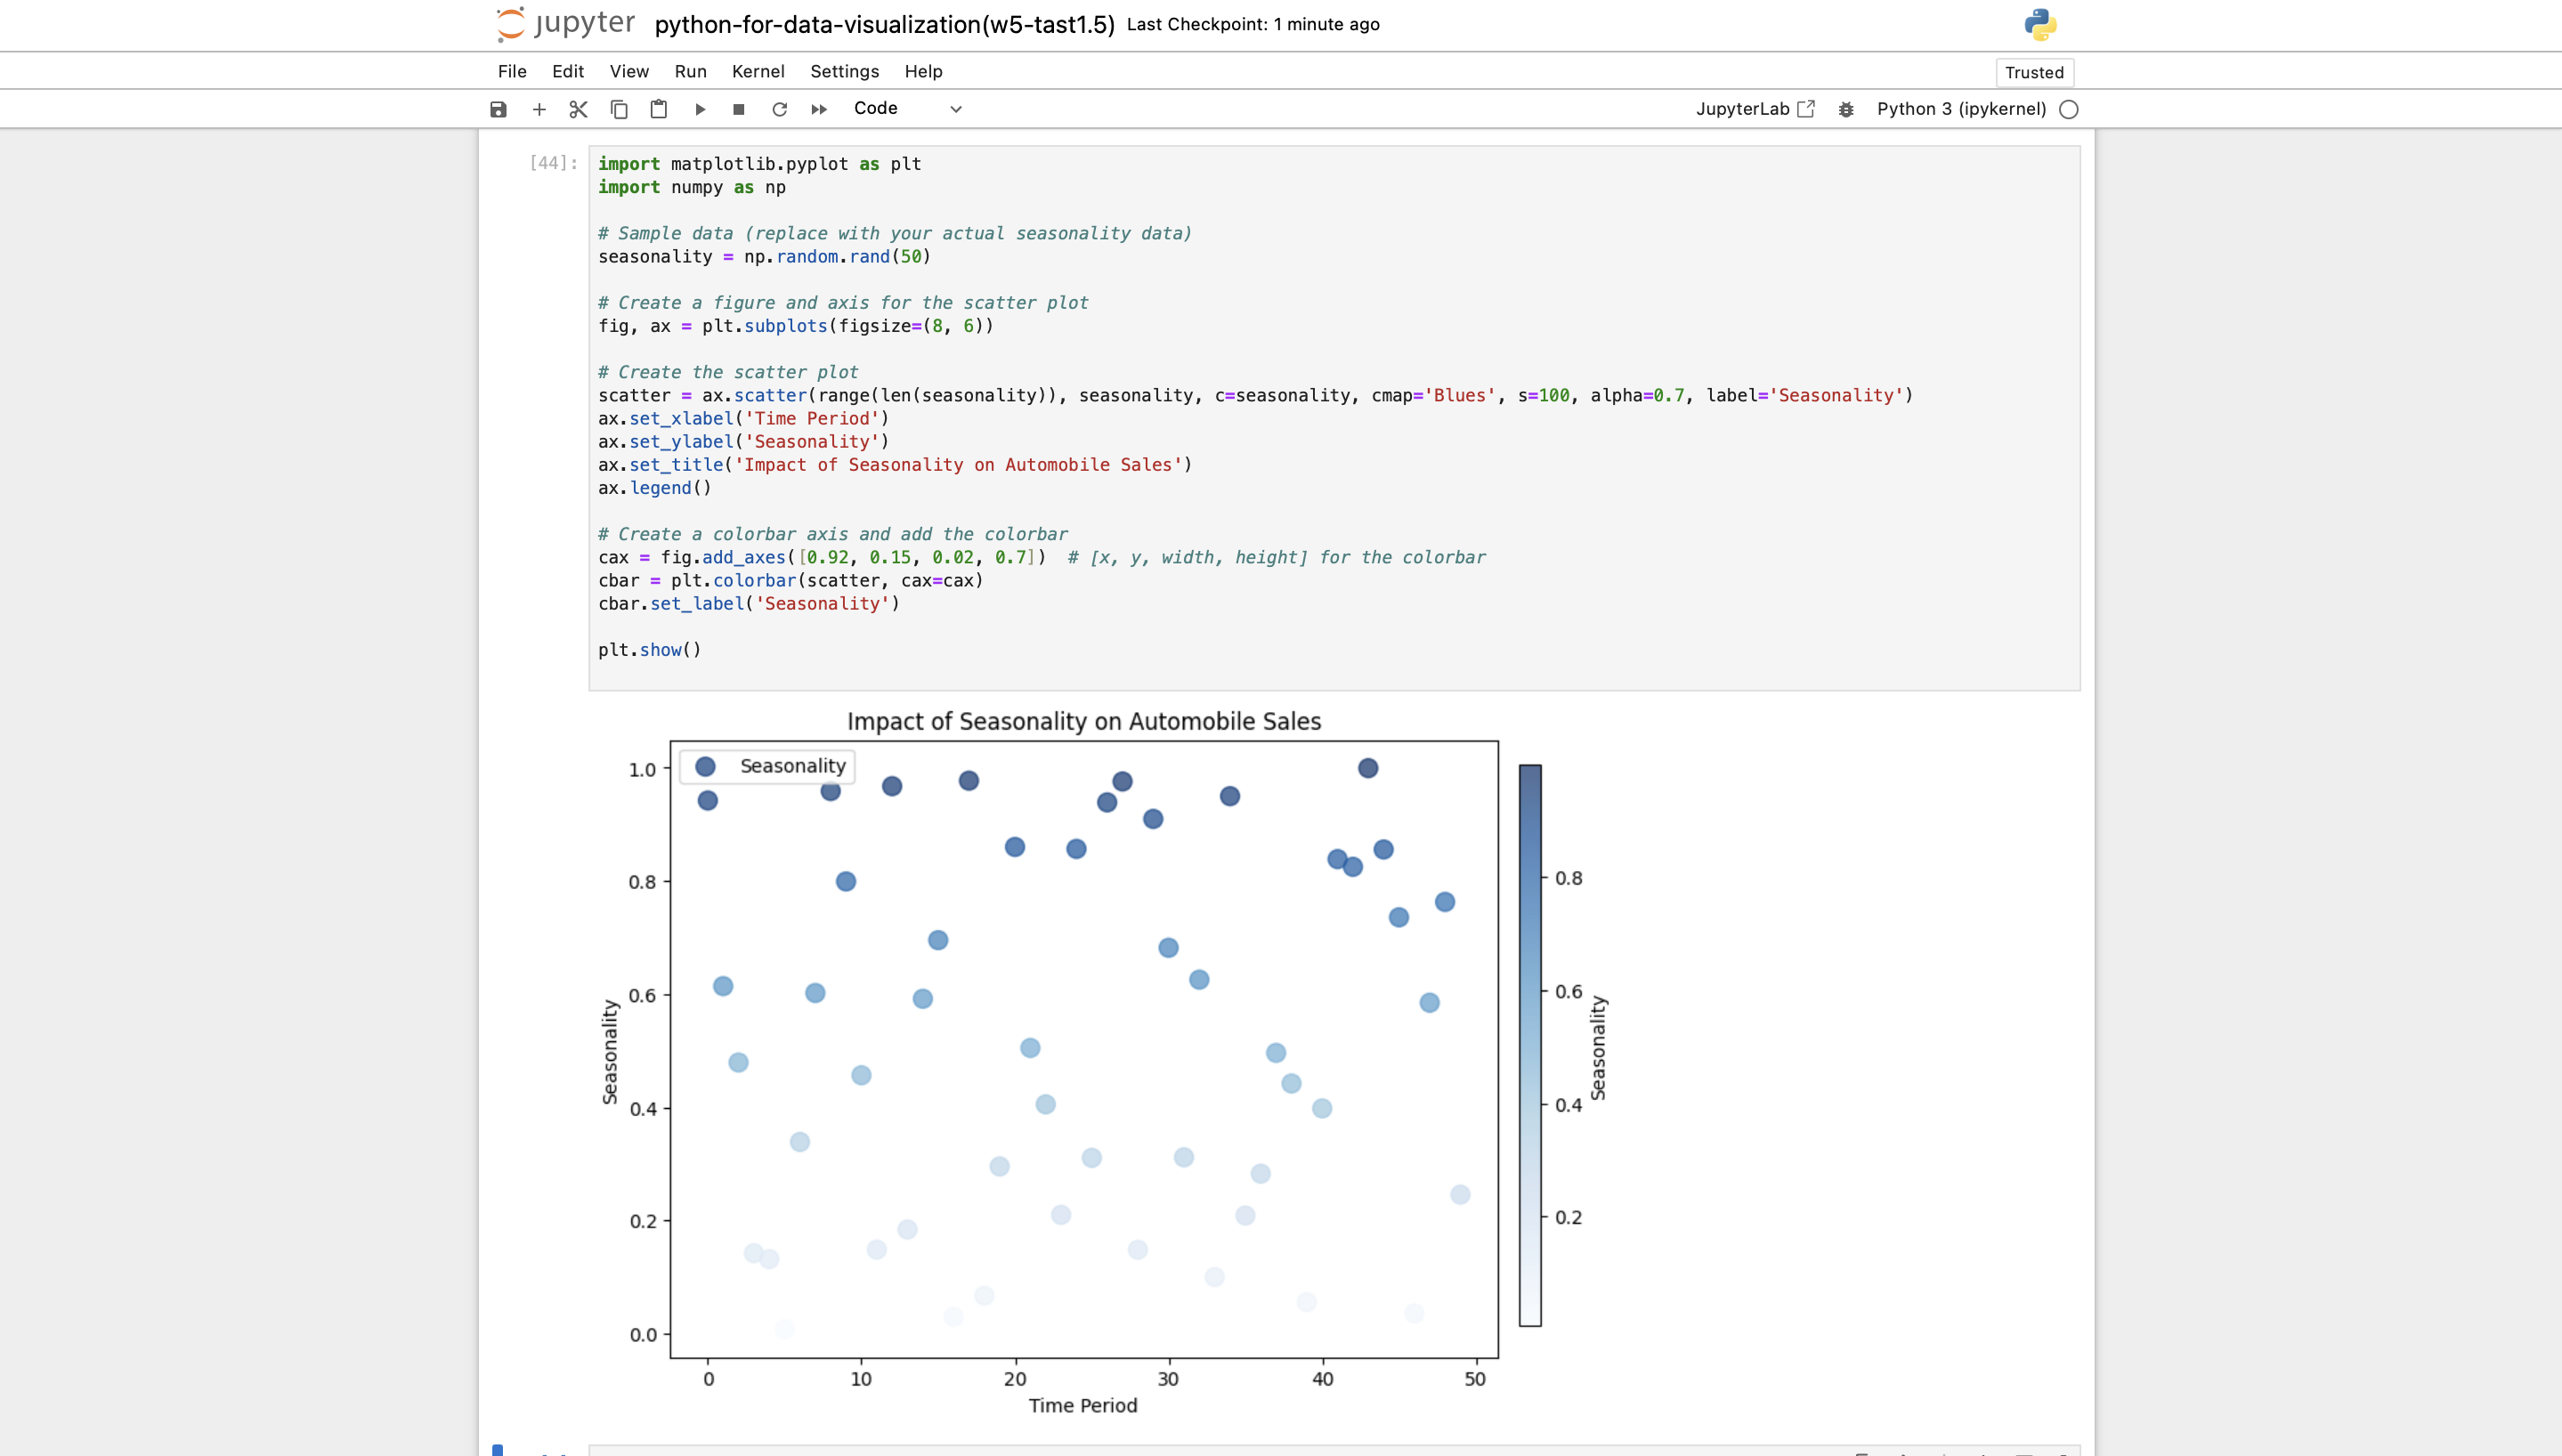 jupyter python-for-data-visualization(w5-tast1.5) Last Checkpoint: 1 minute ago
File Edit View Run Kernel Settings Help
Trusted
Code
JupyterLab
Python 3 (ipykernel)
[44]:
import matplotlib.pyplot as plt
import numpy as np
# Sample data (replace with your actual seasonality data)
seasonality = np.random.rand(50)
# Create a figure and axis for the scatter plot
fig, ax = plt.subplots(figsize=(8, 6))
# Create the scatter plot
scatter = ax.scatter(range(len(seasonality)), seasonality, c=seasonality, cmap='Blues', s=100, alpha=0.7, label='Seasonality')
ax.set_xlabel('Time Period')
ax.set_ylabel('Seasonality')
ax.set_title('Impact of Seasonality on Automobile Sales')
ax.legend()
# Create a colorbar axis and add the colorbar
cax = fig.add_axes([0.92, 0.15, 0.02, 0.7])  # [x, y, width, height] for the colorbar
cbar = plt.colorbar(scatter, cax=cax)
cbar.set_label('Seasonality')
plt.show()
Impact of Seasonality on Automobile Sales
Seasonality
1.0
0.8
0.6
0.4
0.2
0.0
Seasonality
0 10 20 30 40 50
Time Period
0.8
0.6
0.4
0.2
Seasonality